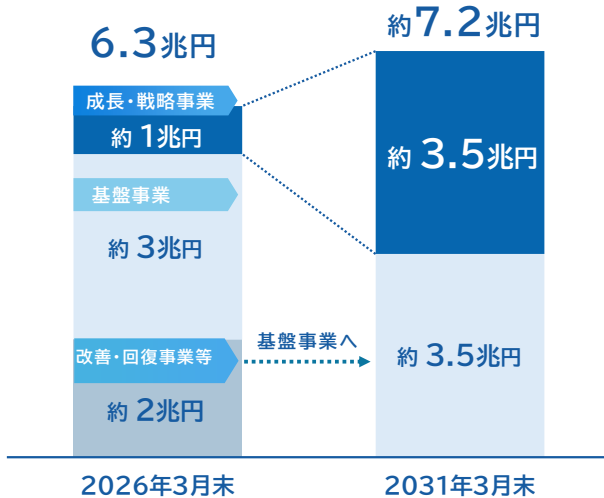 6.3兆円
約7.2兆円
成長・戦略事業
約 1兆円
約 3.5兆円
基盤事業
約 3兆円
改善・回復事業等
基盤事業へ
約 3.5兆円
約 2兆円
2026年3月末
2031年3月末